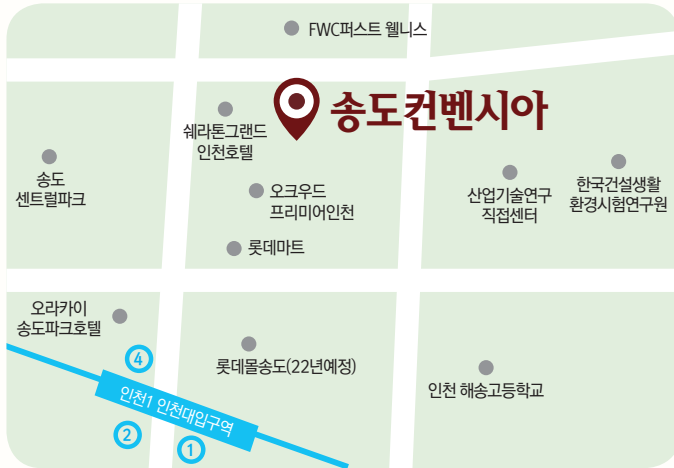 FWC퍼스트 웰니스
송도컨벤시아
쉐라톤그랜드
인천호텔
송도
센트럴파크
오크우드
프리미어인천
산업기술연구
직접센터
한국건설생활
환경시험연구원
롯데마트
오라카이
송도파크호텔
롯데몰송도(22년예정)
인천 해송고등학교
4
인천1 인천대입구역
2
1